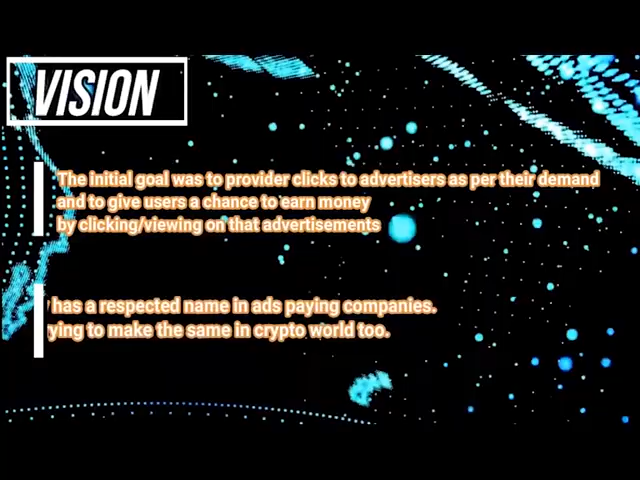 VISION
The initial goal was to provider clicks to advertisers as per their demand
and to give users a chance to earn money
by clicking/viewing on that advertisements
has a respected name in ads paying companies.
ying to make the same in crypto world too.